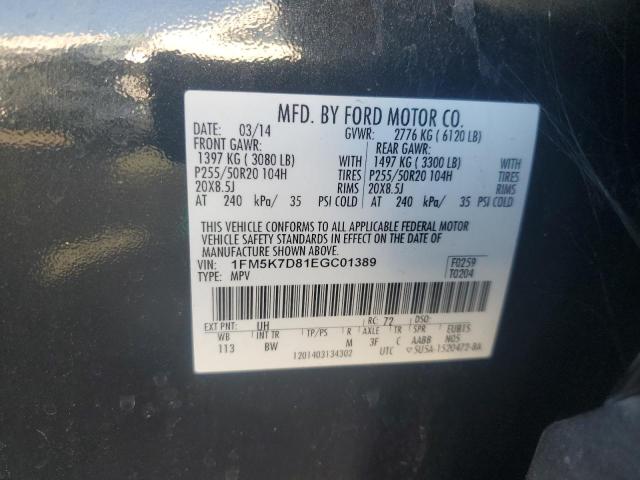 MFD. BY FORD MOTOR CO.
DATE: 03/14 GVWR: 2776 KG ( 6120 LB)
FRONT GAWR: REAR GAWR:
1397 KG ( 3080 LB) WITH 1497 KG ( 3300 LB) WITH
P255/50R20 104H TIRES P255/50R20 104H TIRES
20X8.5J RIMS 20X8.5J RIMS
AT 240 kPa/ 35 PSI COLD AT 240 kPa/ 35 PSI COLD
THIS VEHICLE CONFORMS TO ALL APPLICABLE FEDERAL MOTOR
VEHICLE SAFETY STANDARDS IN EFFECT ON THE DATE OF
MANUFACTURE SHOWN ABOVE.
VIN: 1FM5K7D81EGC01389 F0259
TYPE: MPV T0204
EXT PNT: UH RC: 72 DSO:
WB INT TR TP/PS R AXLE TR SPR EUB15
113 BW M 3F C AABB N05
1201403134302 UTC 5U5A-1520472-BA